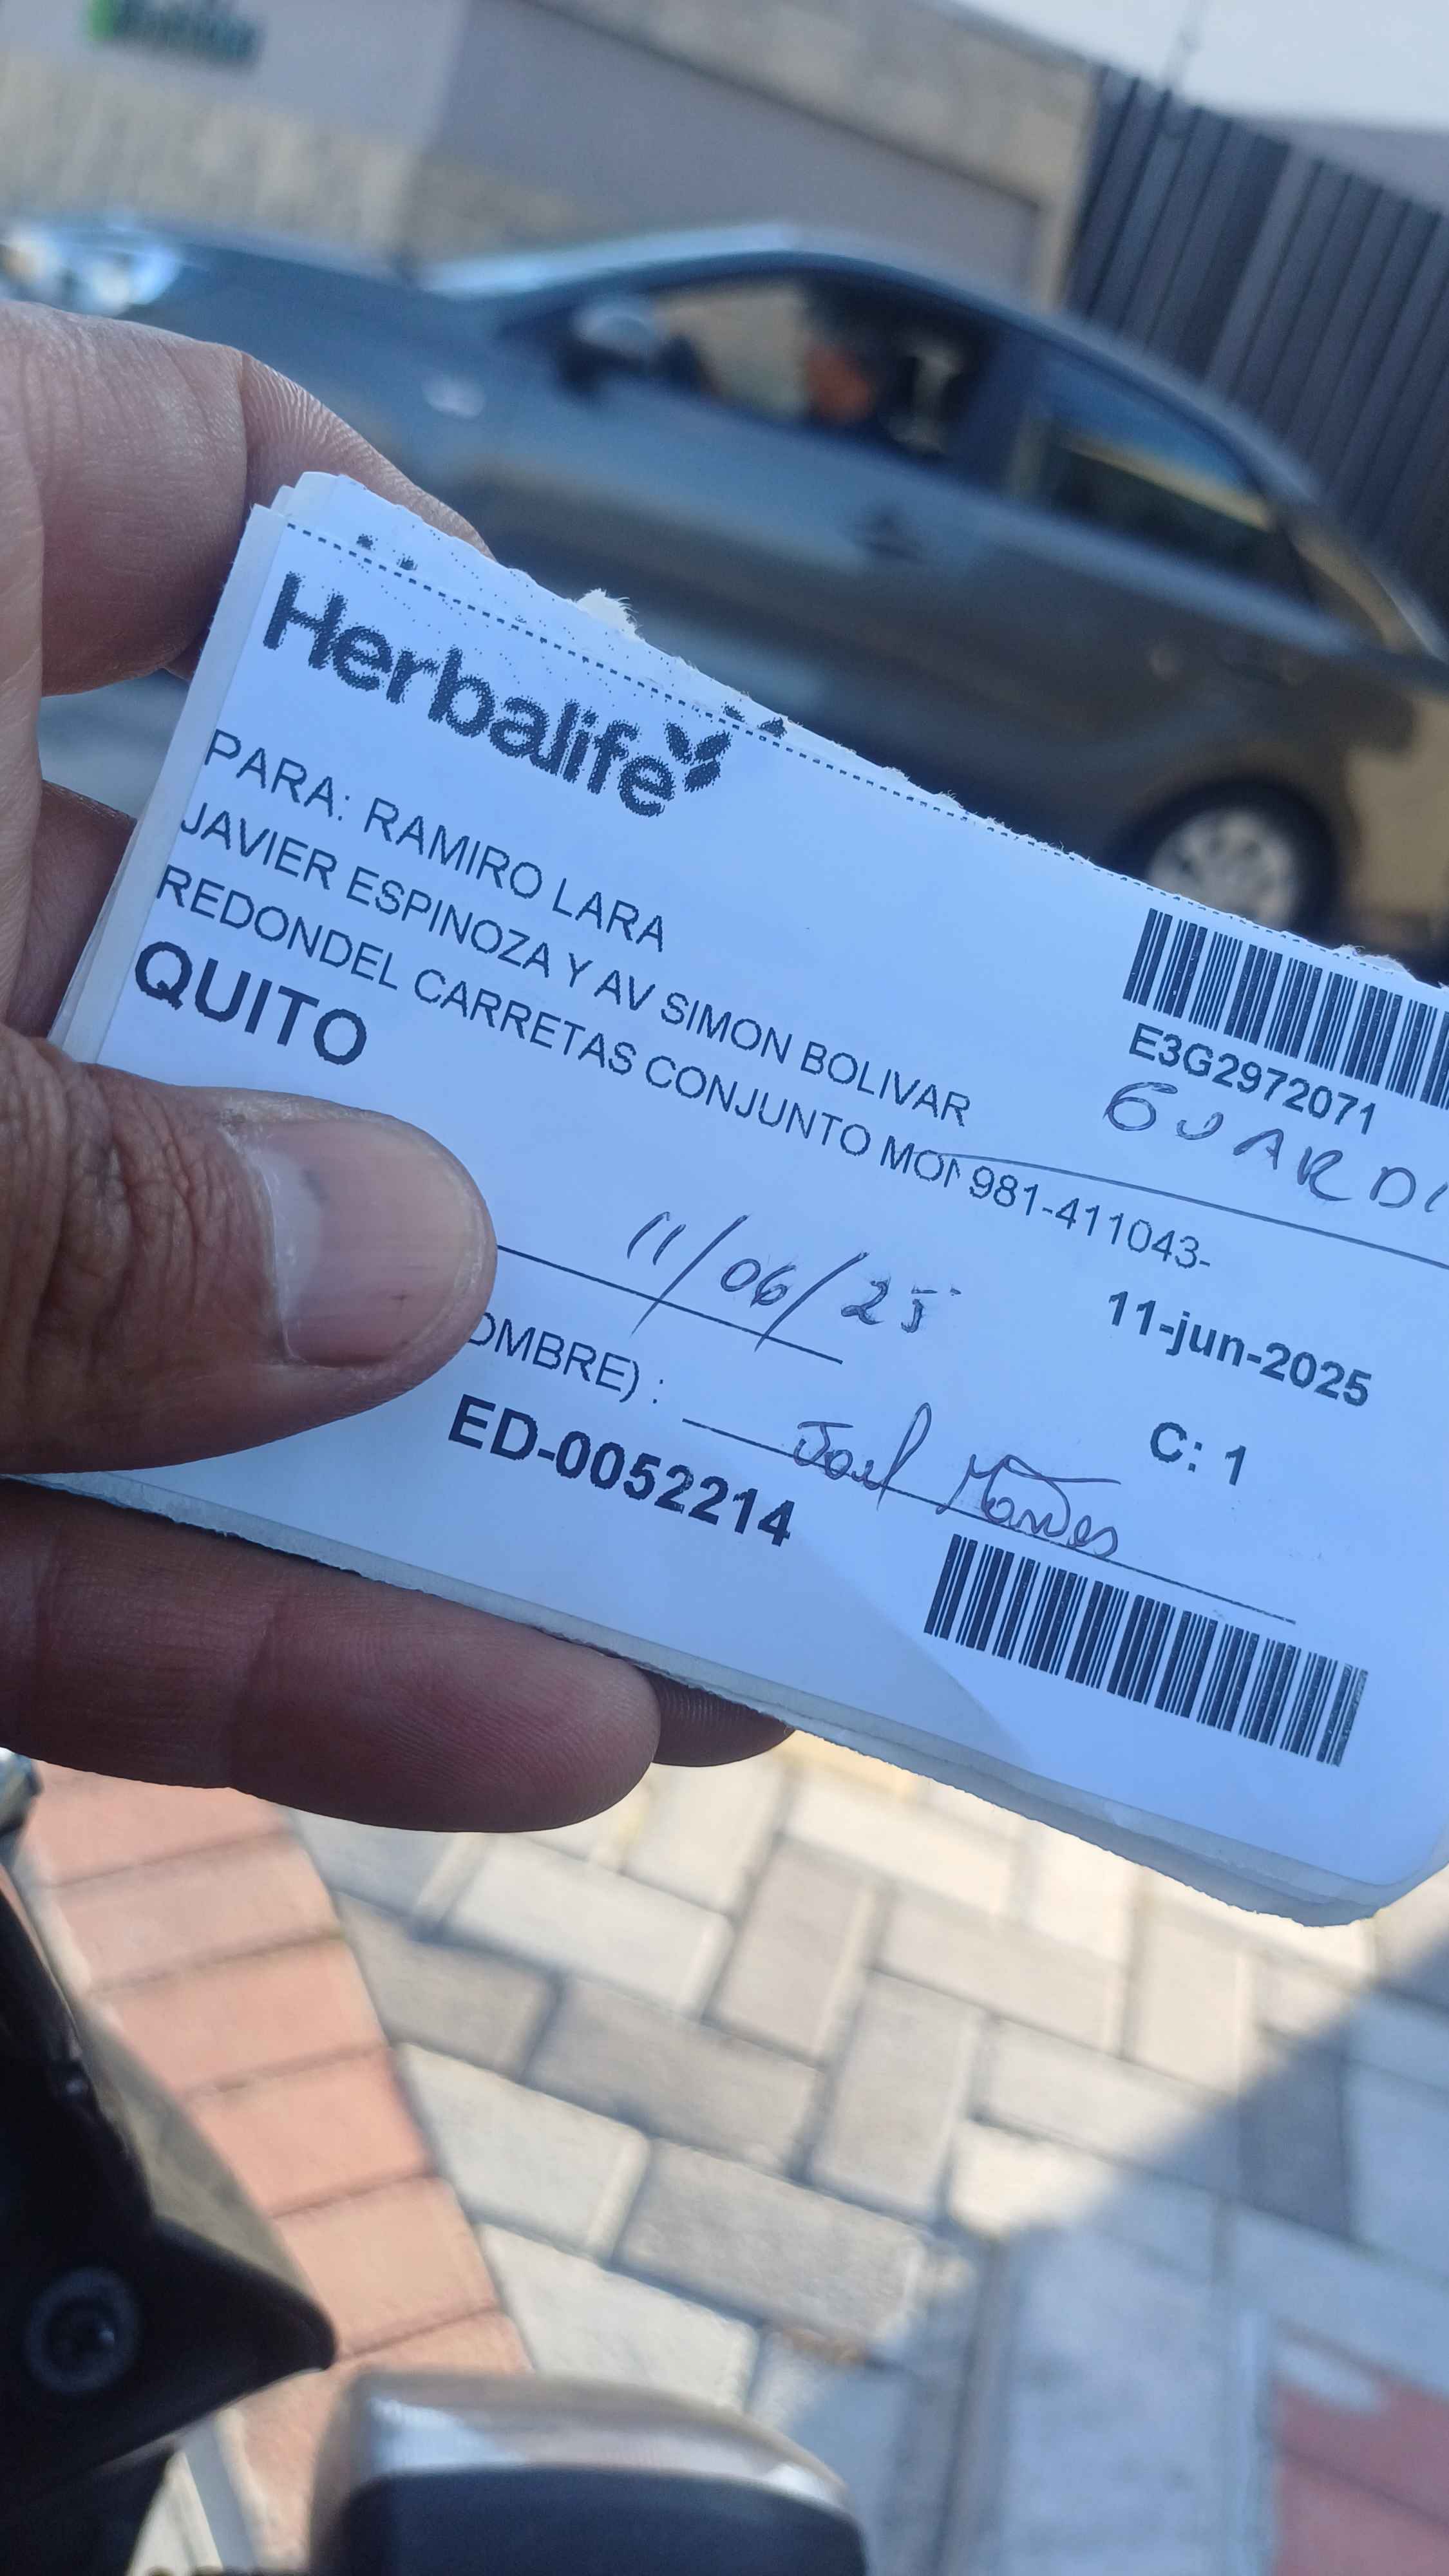 Herbalife
PARA: RAMIRO LARA
JAVIER ESPINOZA Y AV SIMON BOLIVAR
REDONDEL CARRETAS CONJUNTO MON 981-411043-
QUITO
E3G2972071
GUARDI
11/06/25
11-jun-2025
OMBRE) :
C: 1
ED-0052214